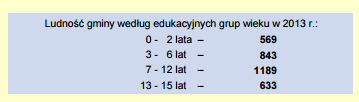 Ludność gminy według edukacyjnych grup wieku w 2013 r.:
0 - 2 lata – 569
3 - 6 lat – 843
7 - 12 lat – 1189
13 - 15 lat – 633